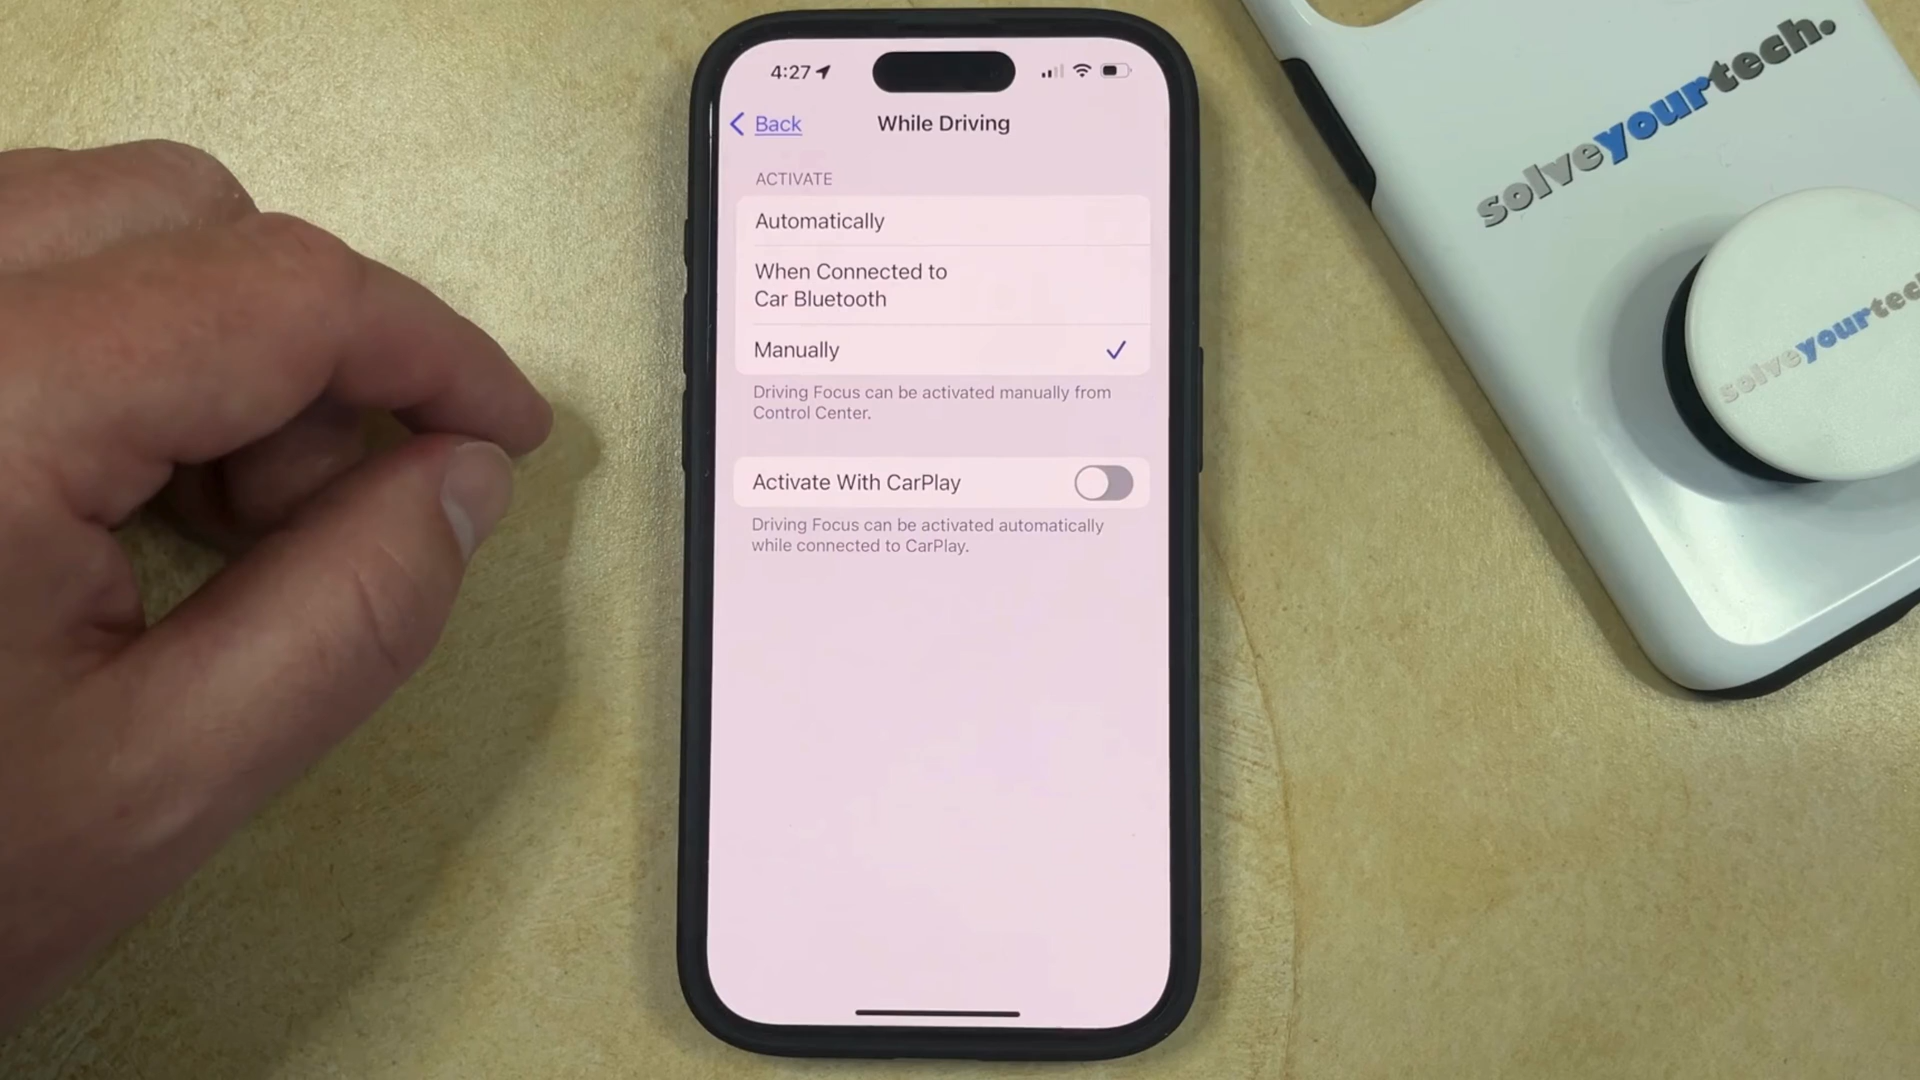 4:27
Back
While Driving
ACTIVATE
Automatically
When Connected to
Car Bluetooth
Manually
Driving Focus can be activated manually from
Control Center.
Activate With CarPlay
Driving Focus can be activated automatically
while connected to CarPlay.
solveyourtech.
solveyourtech